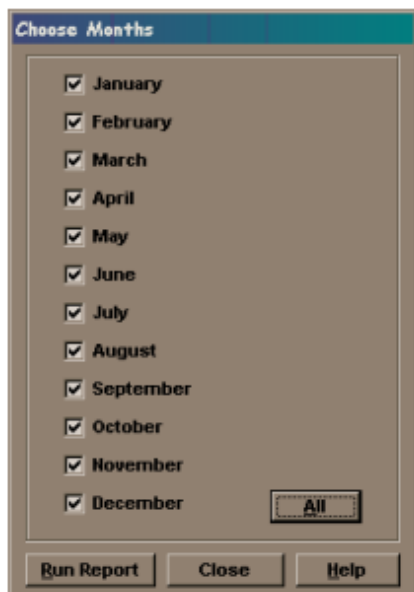 Choose Months
January
February
March
April
May
June
July
August
September
October
November
December
All
Run Report Close Help